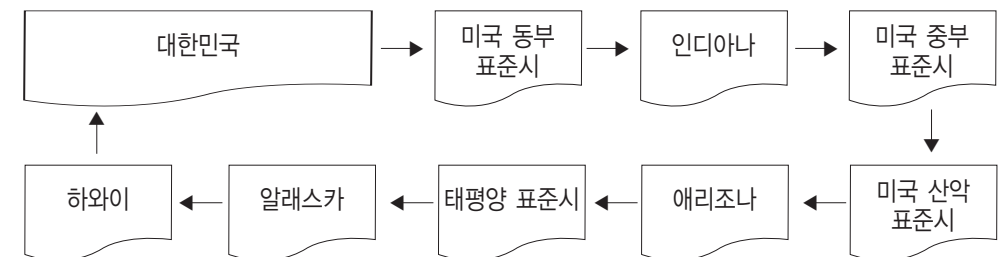 대한민국
미국 동부
표준시
인디아나
미국 중부
표준시
미국 산악
표준시
애리조나
태평양 표준시
알래스카
하와이